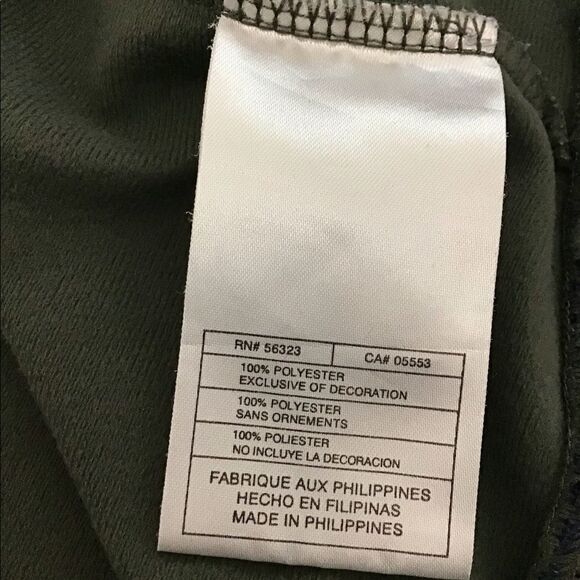 RN# 56323 CA# 05553
100% POLYESTER
EXCLUSIVE OF DECORATION
100% POLYESTER
SANS ORNEMENTS
100% POLIESTER
NO INCLUYE LA DECORACION
FABRIQUE AUX PHILIPPINES
HECHO EN FILIPINAS
MADE IN PHILIPPINES